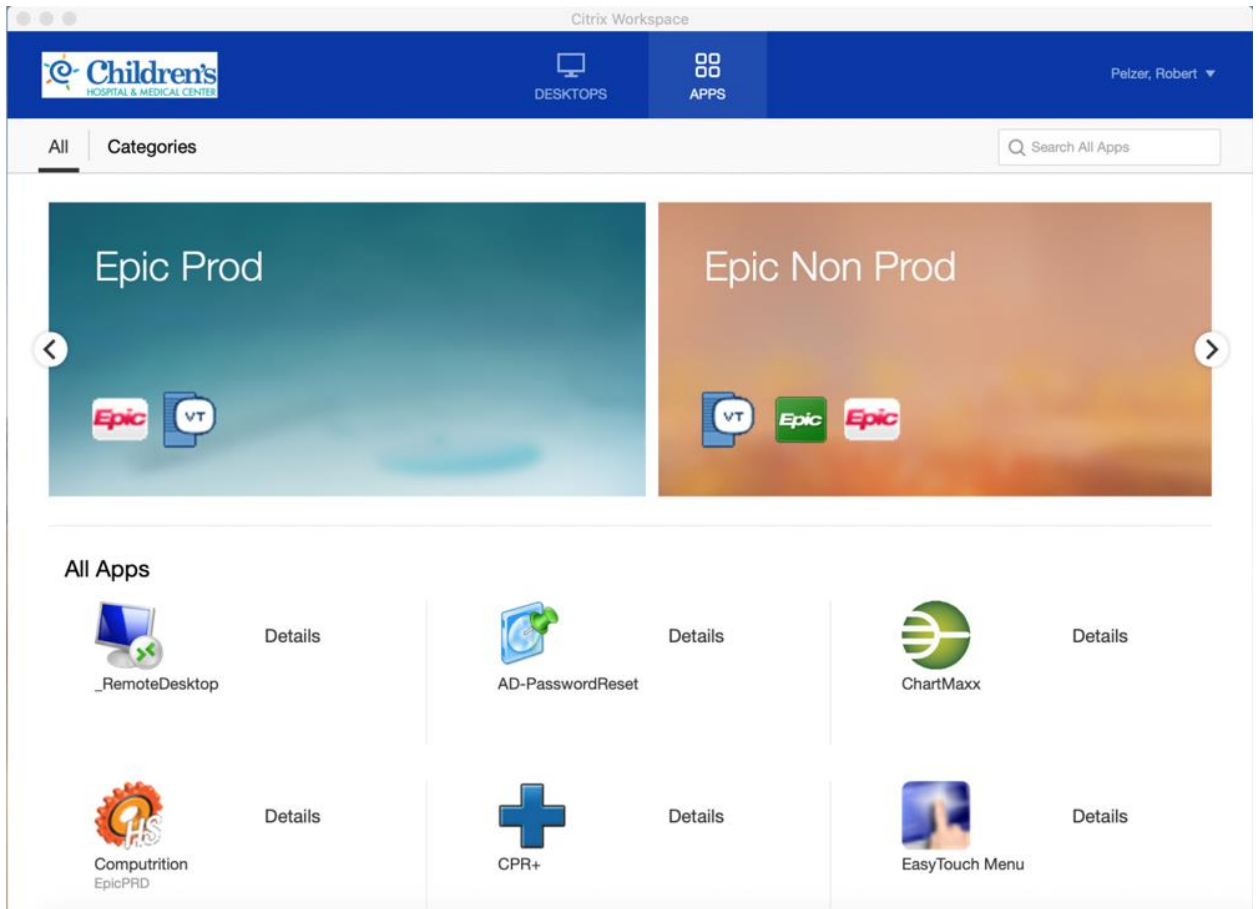 Citrix Workspace
Children's
HOSPITAL & MEDICAL CENTER
DESKTOPS
APPS
Pelzer, Robert
All
Categories
Search All Apps
Epic Prod
Epic Non Prod
Epic
VT
VT
Epic
Epic
All Apps
Details
_RemoteDesktop
Details
AD-PasswordReset
Details
ChartMaxx
HS
Details
Computrition
EpicPRD
Details
CPR+
Details
EasyTouch Menu